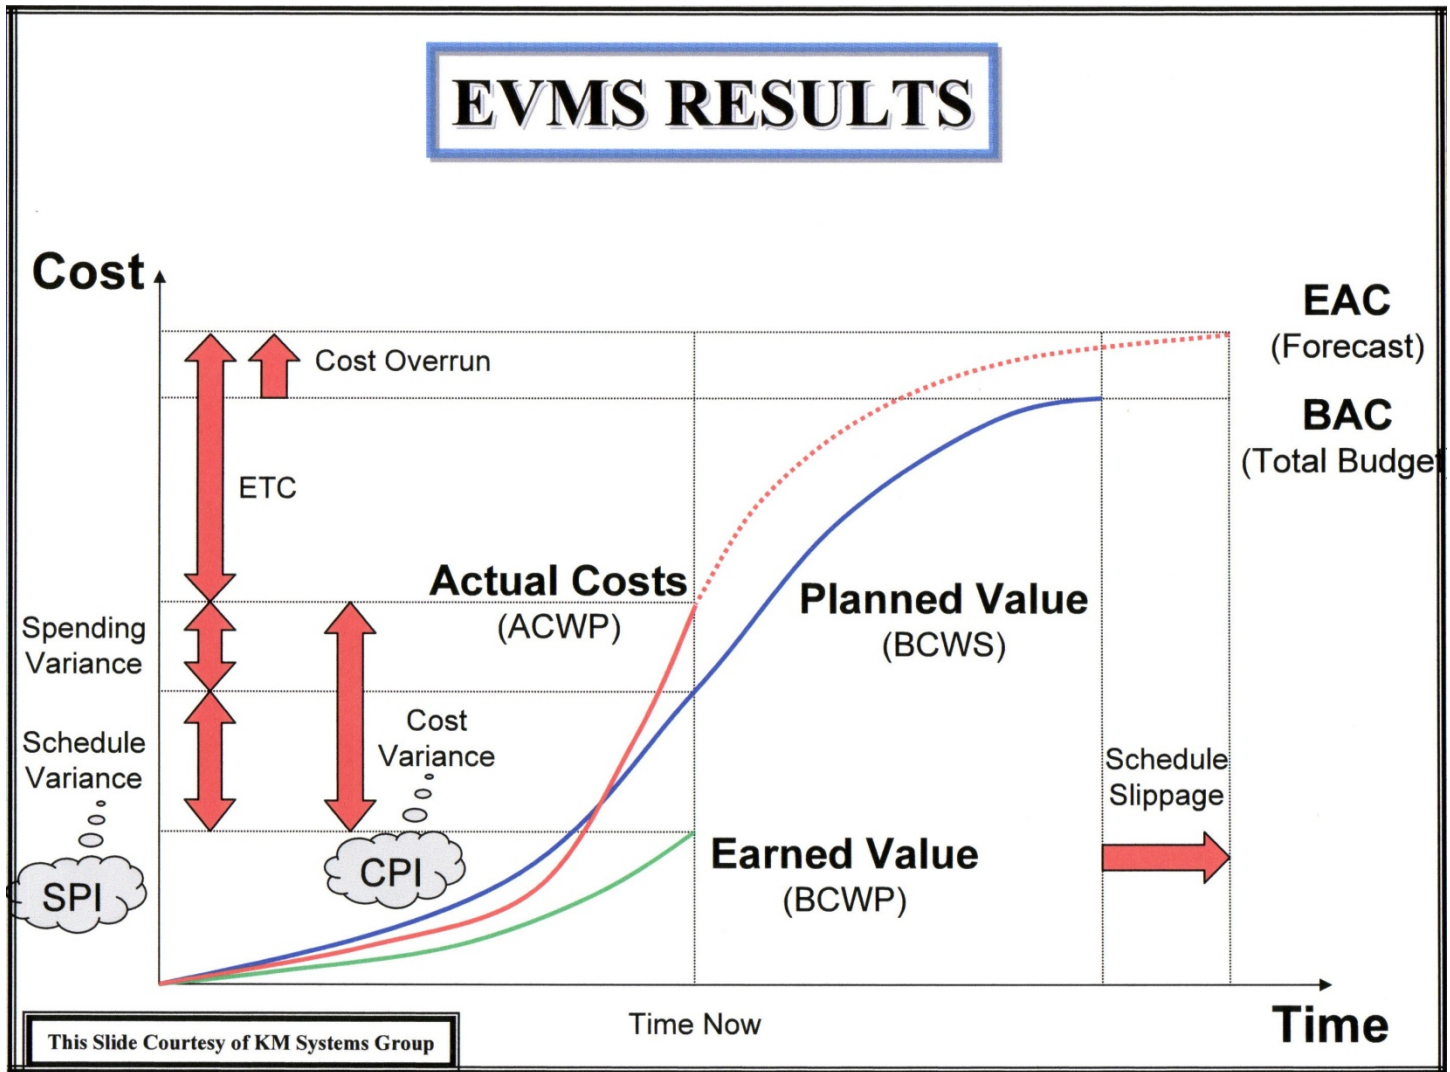 EVMS RESULTS
Cost
EAC
(Forecast)
Cost Overrun
BAC
(Total Budget
ETC
Actual Costs
(ACWP)
Planned Value
(BCWS)
Spending
Variance
Cost
Variance
Schedule
Variance
Schedule
Slippage
Earned Value
(BCWP)
CPI
SPI
Time Now
Time
This Slide Courtesy of KM Systems Group